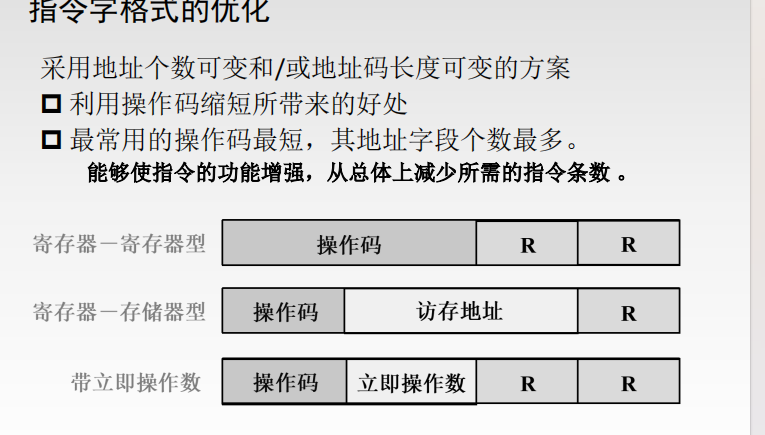 指令字格式的优化
采用地址个数可变和/或地址码长度可变的方案
利用操作码缩短所带来的好处
最常用的操作码最短，其地址字段个数最多。
能够使指令的功能增强，从总体上减少所需的指令条数 。
寄存器－寄存器型 操作码 R R
寄存器－存储器型 操作码 访存地址 R
带立即操作数 操作码 立即操作数 R R